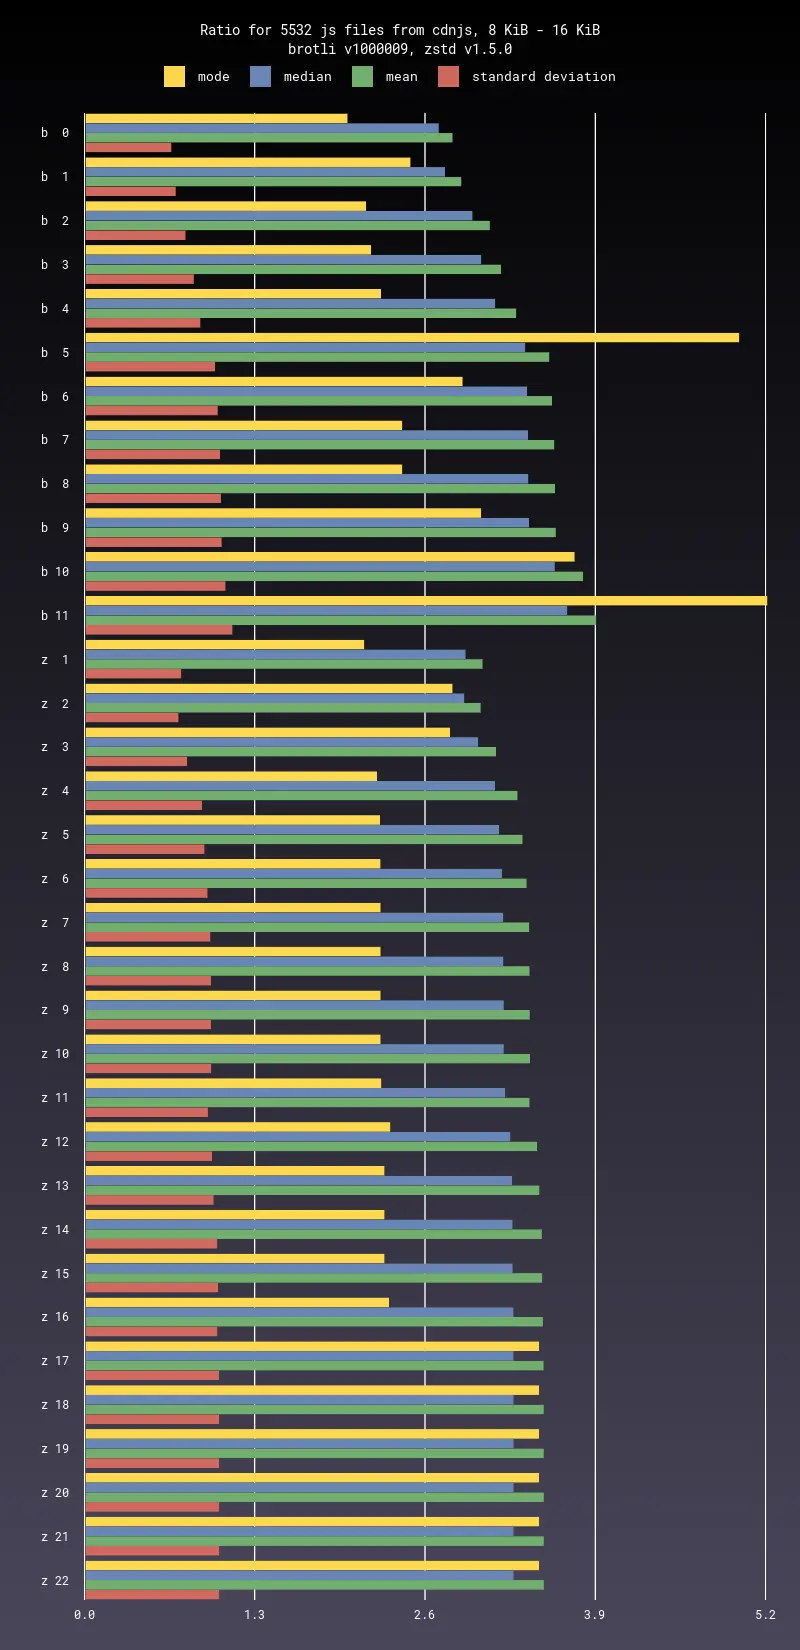 Ratio for 5532 js files from cdnjs, 8 KiB - 16 KiB
brotli v1000009, zstd v1.5.0
mode median mean standard deviation
b 0
b 1
b 2
b 3
b 4
b 5
b 6
b 7
b 8
b 9
b 10
b 11
z 1
z 2
z 3
z 4
z 5
z 6
z 7
z 8
z 9
z 10
z 11
z 12
z 13
z 14
z 15
z 16
z 17
z 18
z 19
z 20
z 21
z 22
0.0 1.3 2.6 3.9 5.2